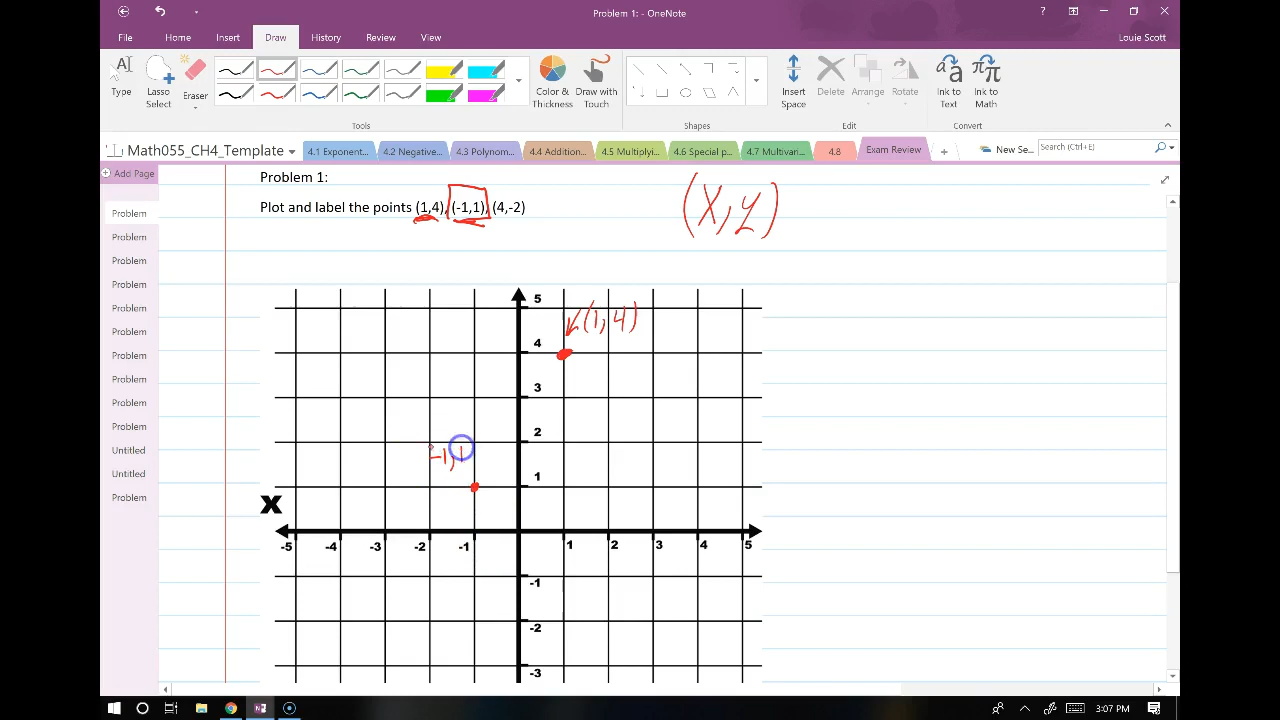 Problem 1: - OneNote
?
File
Home
Insert
Draw
History
Review
View
Louie Scott
Type
Lasso Select
Eraser
Color & Thickness
Draw with Touch
Insert Space
Delete
Arrange
Rotate
Ink to Text
Ink to Math
Tools
Shapes
Edit
Convert
Math055_CH4_Template
4.1 Exponent...
4.2 Negative...
4.3 Polynom...
4.4 Addition...
4.5 Multiplyi...
4.6 Special p
4.7 Multivari...
4.8
Exam Review
New Se...
Search (Ctrl+E)
Add Page
Problem
Problem
Problem
Problem
Problem
Problem
Problem
Problem
Problem
Problem
Untitled
Untitled
Problem
Problem 1:
Plot and label the points (1,4), (-1,1), (4,-2)
(X, y)
5
(1, 4)
4
3
2
-1, 1
1
X
-5 -4 -3 -2 -1 1 2 3 4 5
-1
-2
-3
3:07 PM